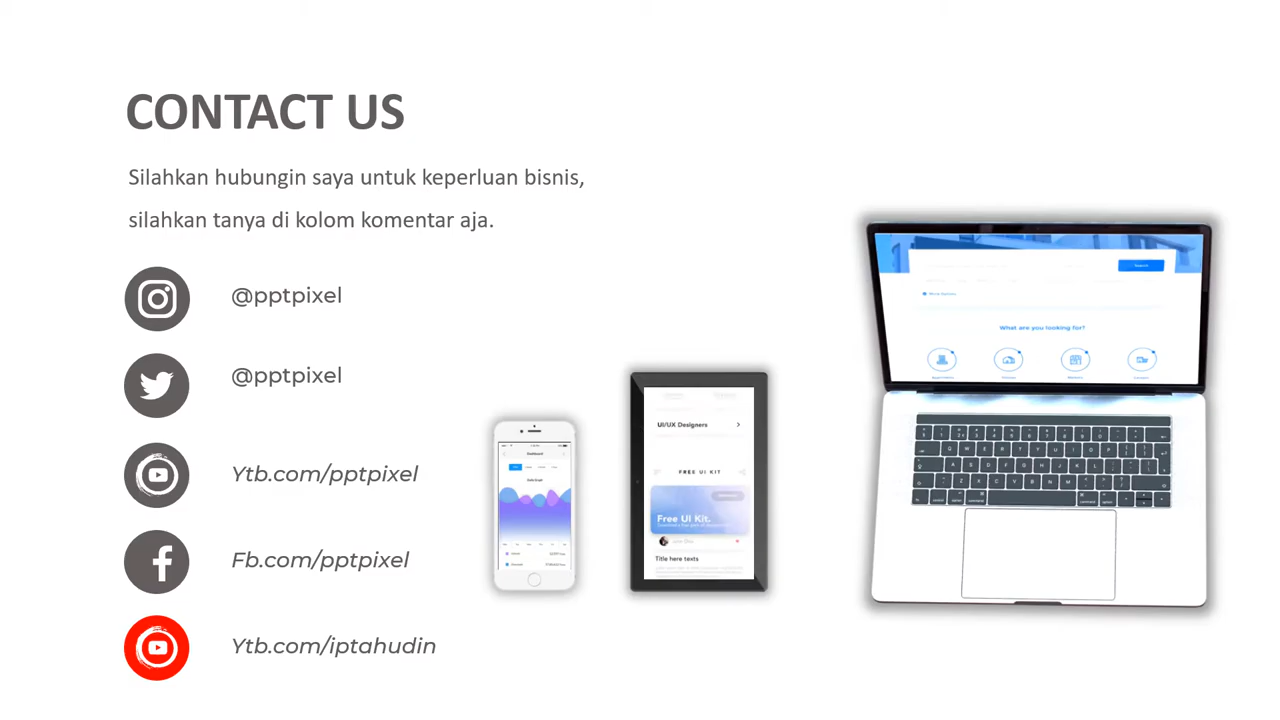 CONTACT US
Silahkan hubungin saya untuk keperluan bisnis,
silahkan tanya di kolom komentar aja.
@pptpixel
@pptpixel
Ytb.com/pptpixel
Fb.com/pptpixel
Ytb.com/iptahudin
Dashboard
UI/UX Designers
FREE UI KIT
Free UI Kit.
Title here texts
What are you looking for?